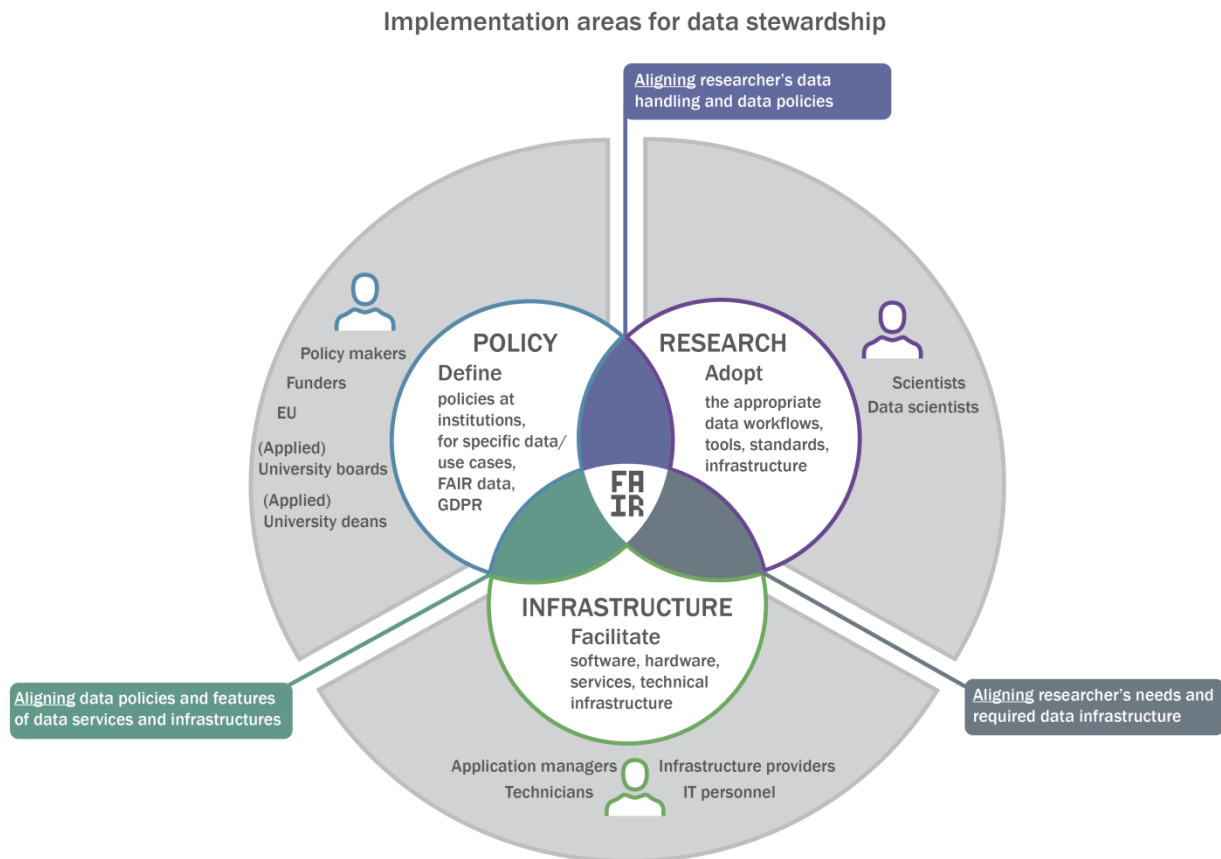 Implementation areas for data stewardship
Aligning researcher's data
handling and data policies
Policy makers
Funders
EU
(Applied)
University boards
(Applied)
University deans
POLICY
Define
policies at
institutions,
for specific data/
use cases,
FAIR data,
GDPR
RESEARCH
Adopt
the appropriate
data workflows,
tools, standards,
infrastructure
Scientists
Data scientists
FA
IR
INFRASTRUCTURE
Facilitate
software, hardware,
services, technical
infrastructure
Aligning data policies and features
of data services and infrastructures
Aligning researcher's needs and
required data infrastructure
Application managers
Technicians
Infrastructure providers
IT personnel